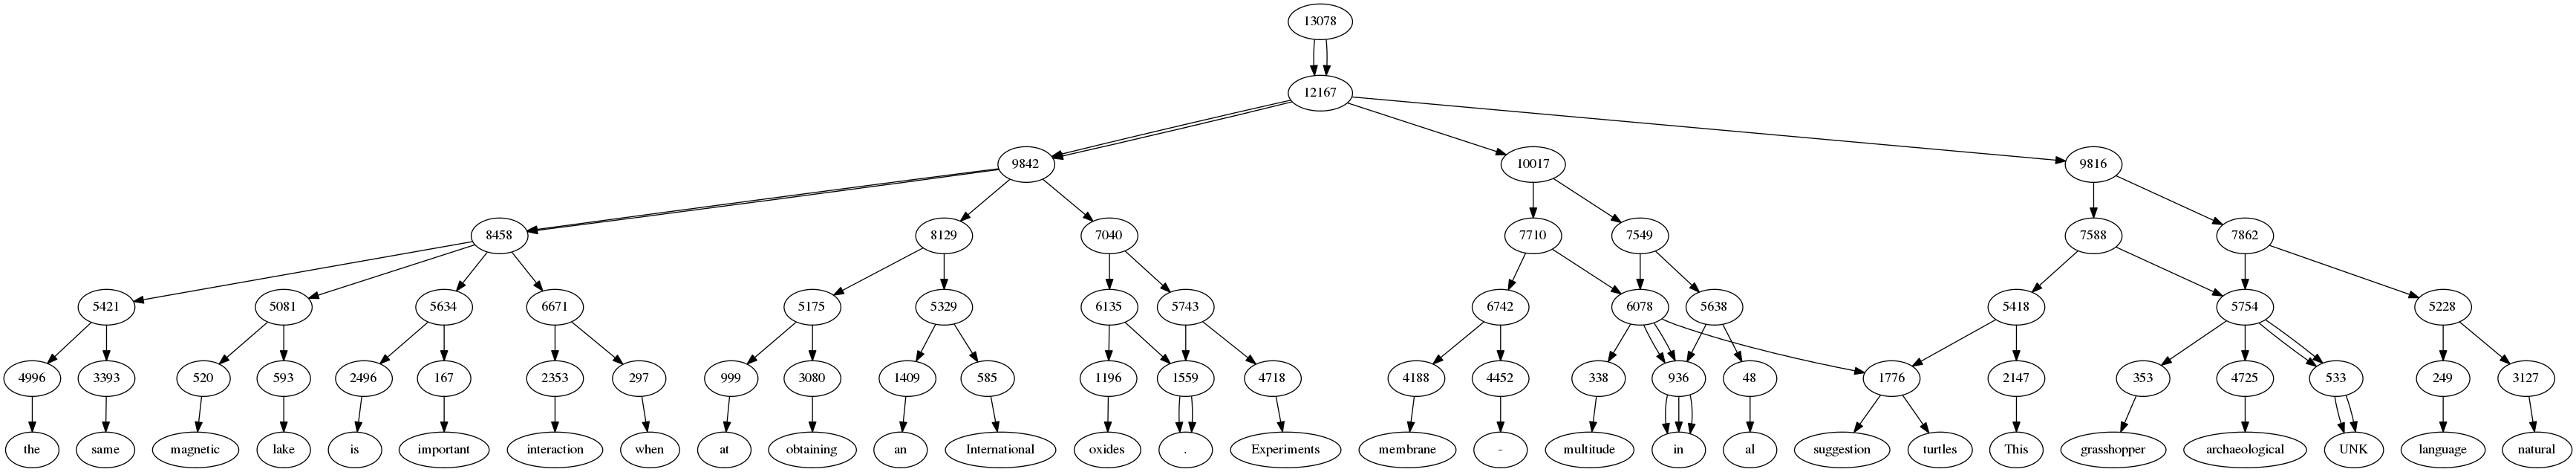 13078
12167
9842 10017 9816
8458 8129 7040 7710 7549 7588 7862
5421 5081 5634 6671 5175 5329 6135 5743 6742 6078 5638 5418 5754 5228
4996 3393 520 593 2496 167 2353 297 999 3080 1409 585 1196 1559 4718 4188 4452 338 936 48 1776 2147 353 4725 533 249 3127
the same magnetic lake is important interaction when at obtaining an International oxides . Experiments membrane - multitude in al suggestion turtles This grasshopper archaeological UNK language natural